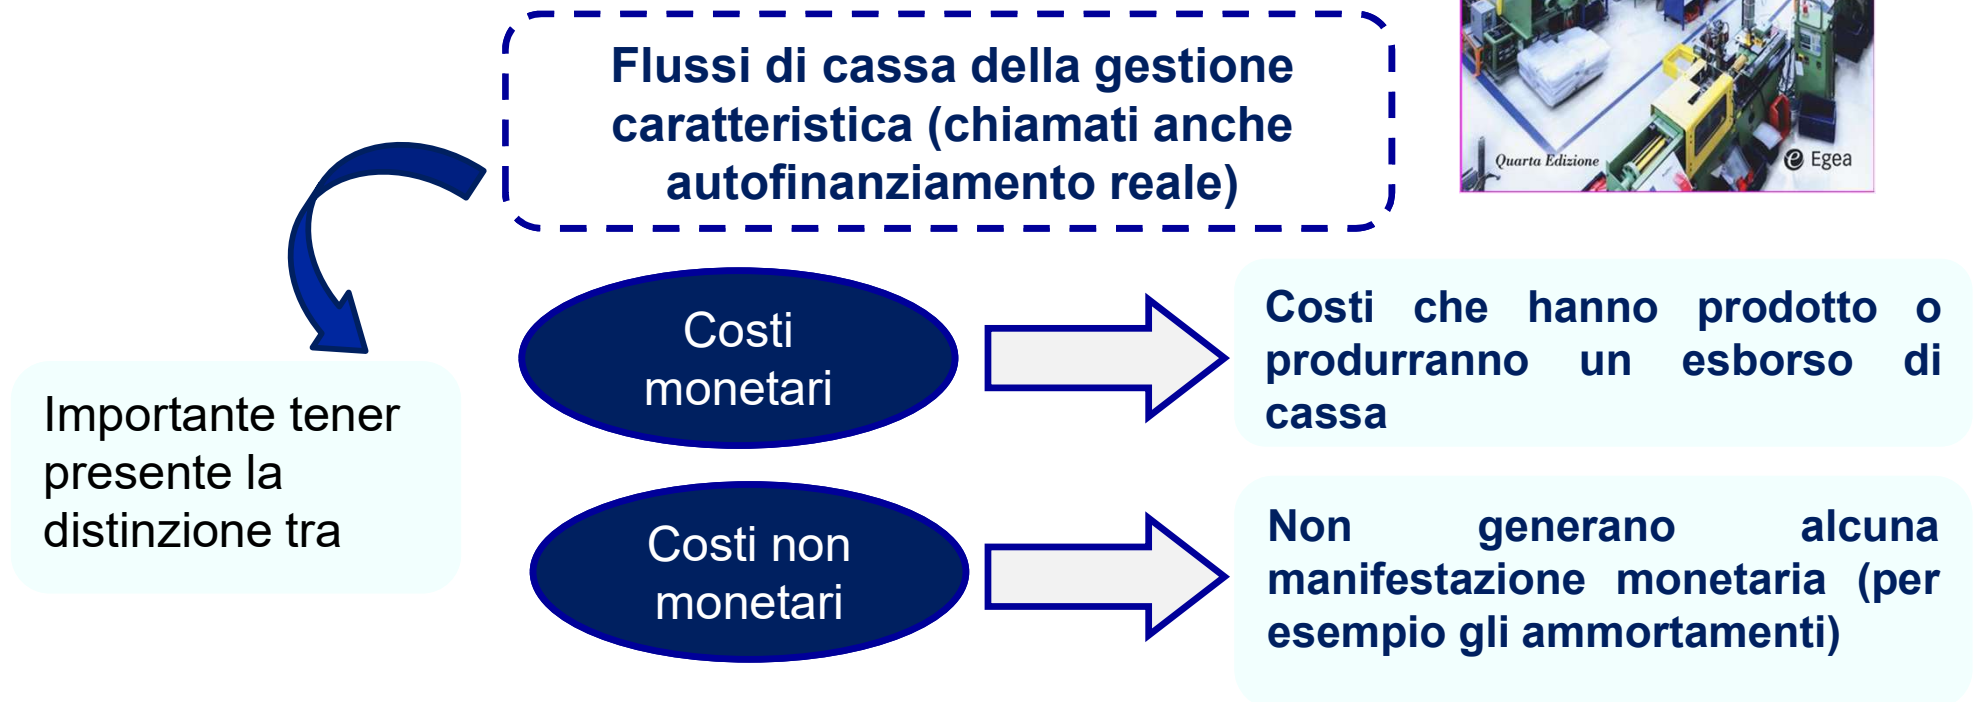 Flussi di cassa della gestione
caratteristica (chiamati anche
autofinanziamento reale)
Quarta Edizione
Egea
Costi
monetari
Costi che hanno prodotto o
produrranno un esborso di
cassa
Importante tener
presente la
distinzione tra
Costi non
monetari
Non generano alcuna
manifestazione monetaria (per
esempio gli ammortamenti)